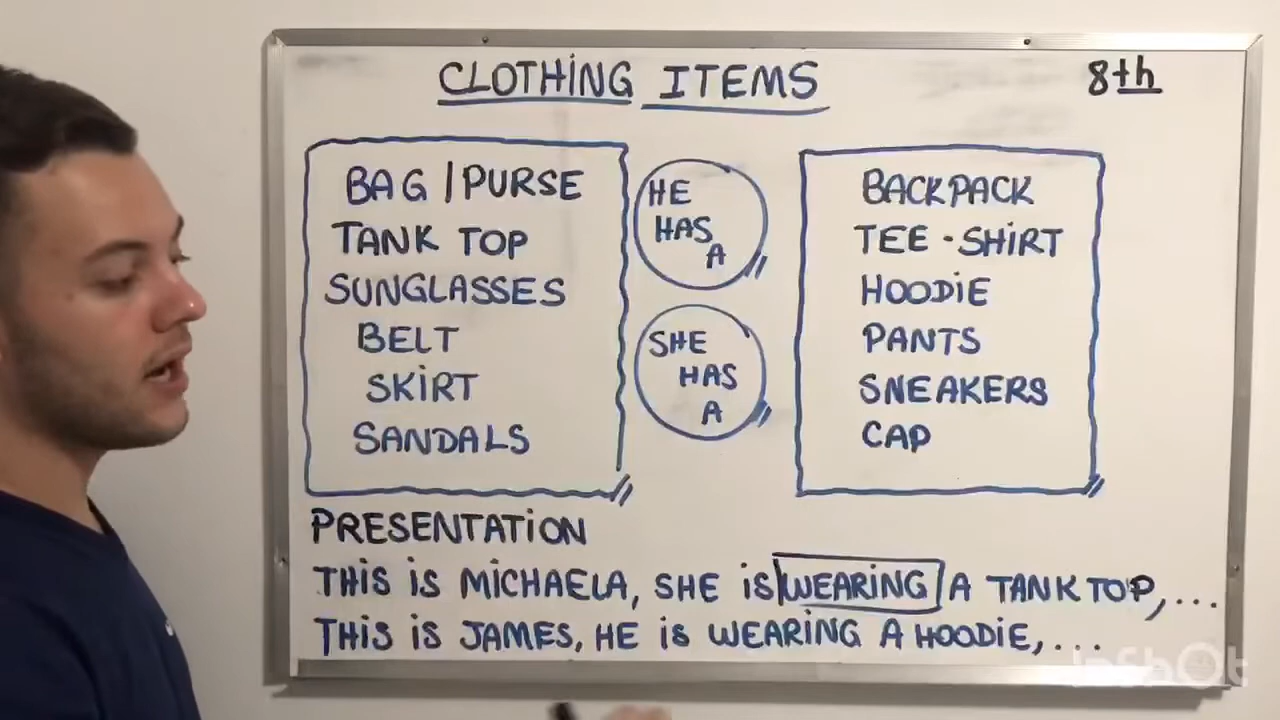 CLOTHING ITEMS
8th
BAG / PURSE
TANK TOP
SUNGLASSES
BELT
SKIRT
SANDALS
HE
HAS
A
SHE
HAS
A
BACKPACK
TEE-SHIRT
HOODIE
PANTS
SNEAKERS
CAP
PRESENTATION
THIS IS MICHAELA, SHE IS WEARING A TANK TOP,...
THIS IS JAMES, HE IS WEARING A HOODIE,...
InShOt